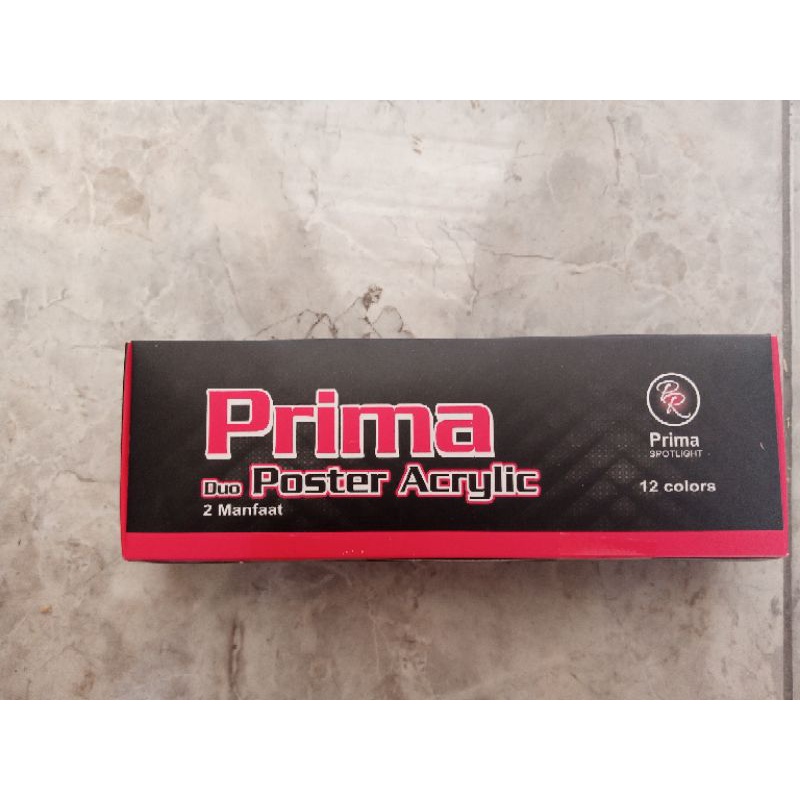 Prima
Duo Poster Acrylic
2 Manfaat
PR
Prima
SPOTLIGHT
12 colors